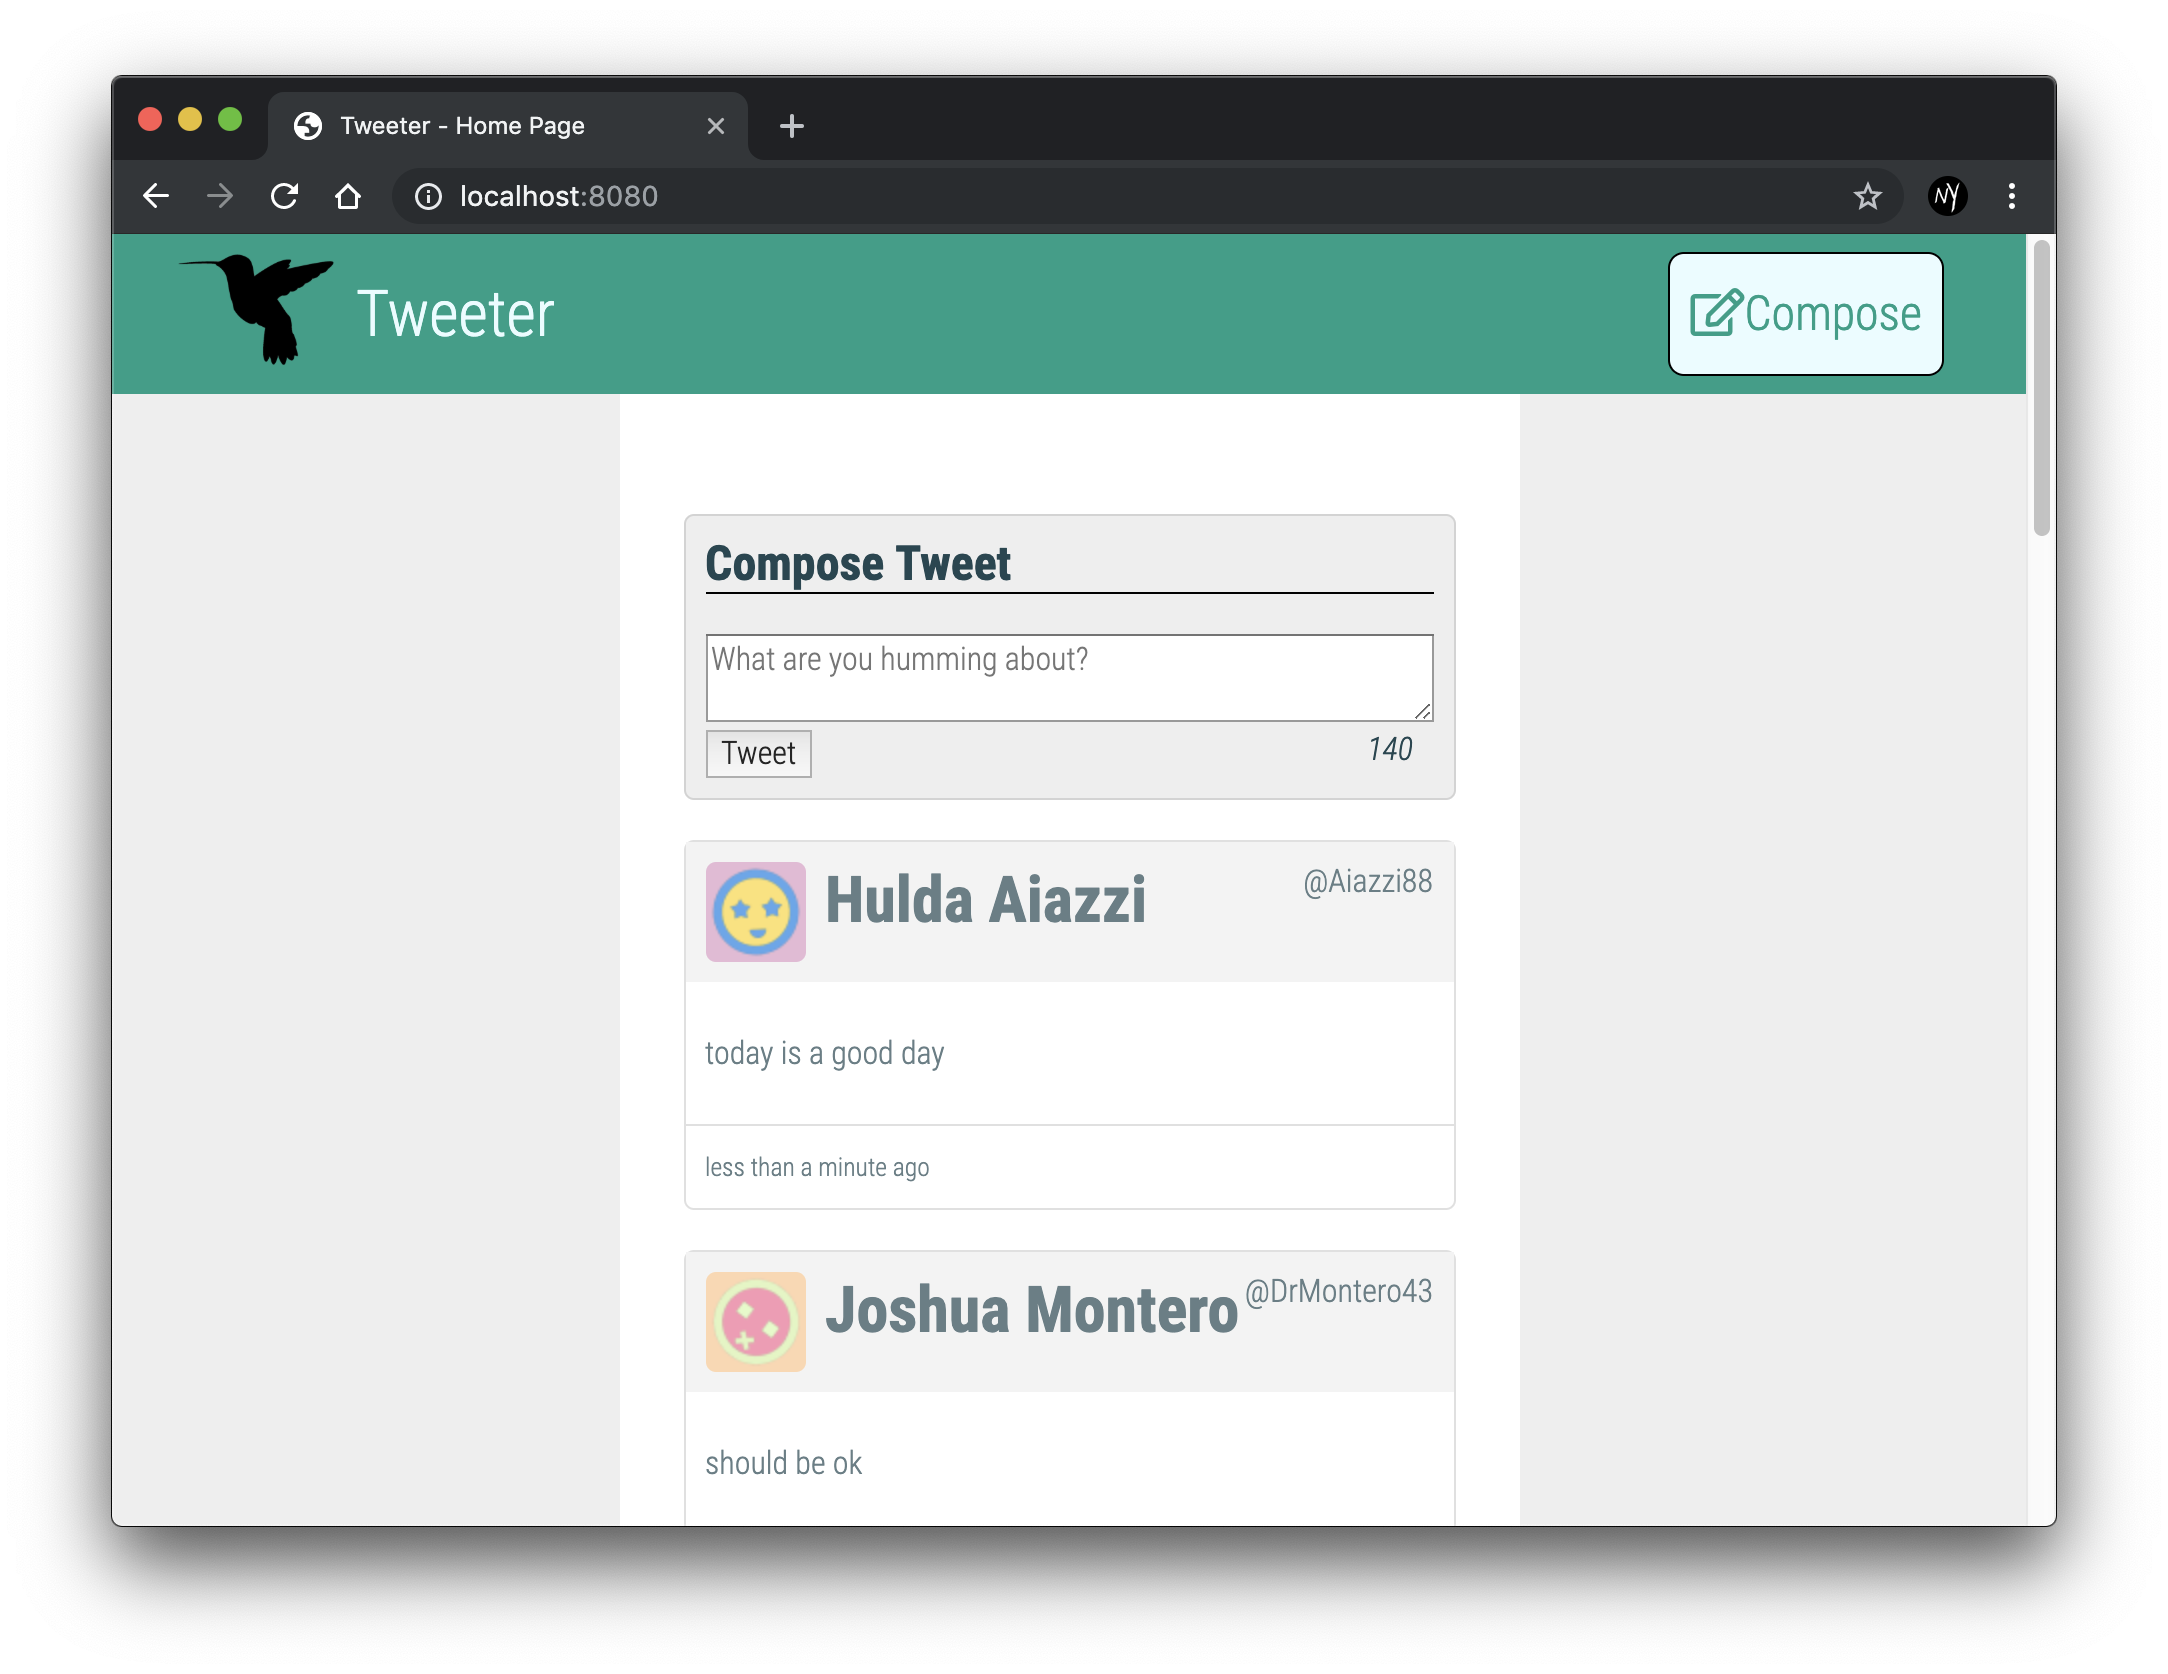 Tweeter - Home Page
localhost:8080
NY
Tweeter
Compose
Compose Tweet
What are you humming about?
Tweet
140
Hulda Aiazzi
@Aiazzi88
today is a good day
less than a minute ago
Joshua Montero
@DrMontero43
should be ok